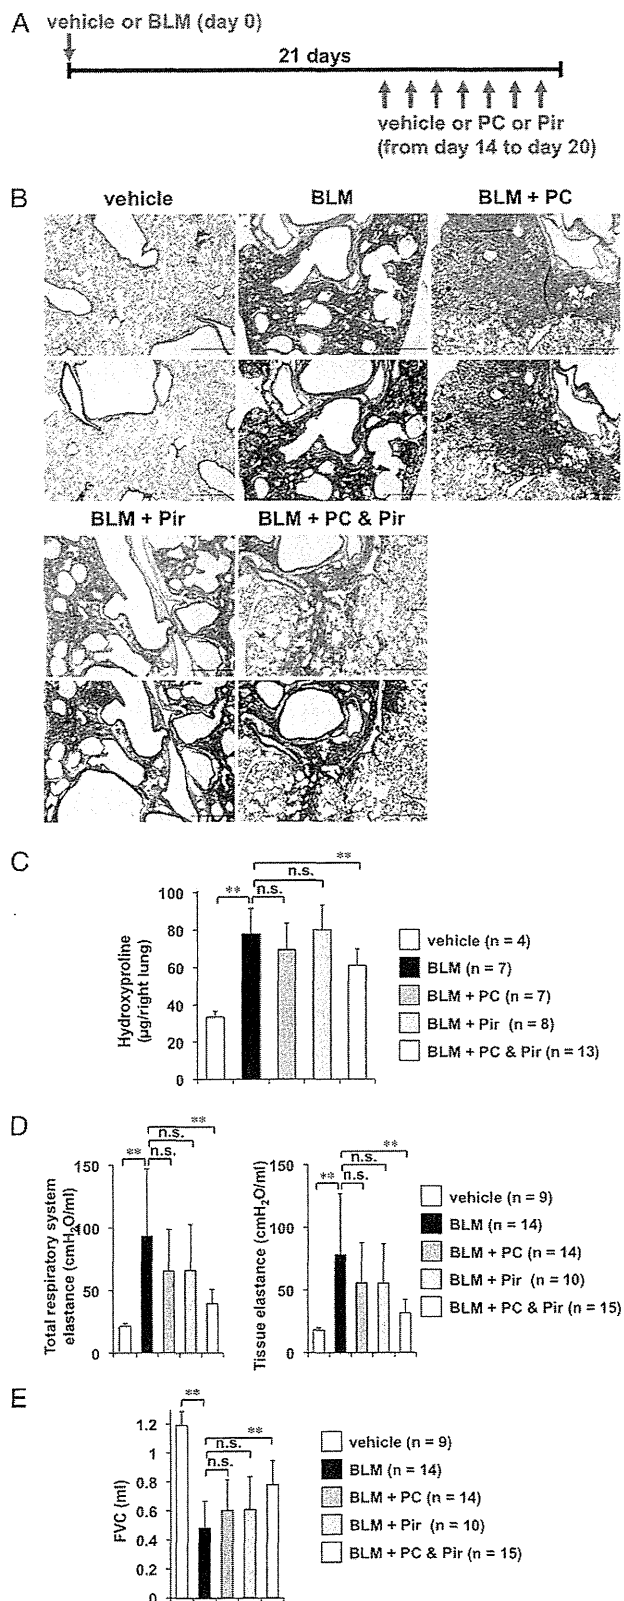 A
vehicle or BLM (day 0)
21 days
vehicle or PC or Pir
(from day 14 to day 20)
B
vehicle
BLM
BLM + PC
BLM + Pir
BLM + PC & Pir
C
**
n.s.
**
n.s.
100
80
60
40
20
0
Hydroxyproline
(µg/right lung)
vehicle (n = 4)
BLM (n = 7)
BLM + PC (n = 7)
BLM + Pir (n = 8)
BLM + PC & Pir (n = 13)
D
**
n.s.
**
n.s.
150
100
50
0
Total respiratory system
elastance (cmH2O/ml)
**
n.s.
**
n.s.
150
100
50
0
Tissue elastance (cmH2O/ml)
vehicle (n = 9)
BLM (n = 14)
BLM + PC (n = 14)
BLM + Pir (n = 10)
BLM + PC & Pir (n = 15)
E
**
**
n.s.
n.s.
1.2
1
0.8
0.6
0.4
0.2
0
FVC (ml)
vehicle (n = 9)
BLM (n = 14)
BLM + PC (n = 14)
BLM + Pir (n = 10)
BLM + PC & Pir (n = 15)